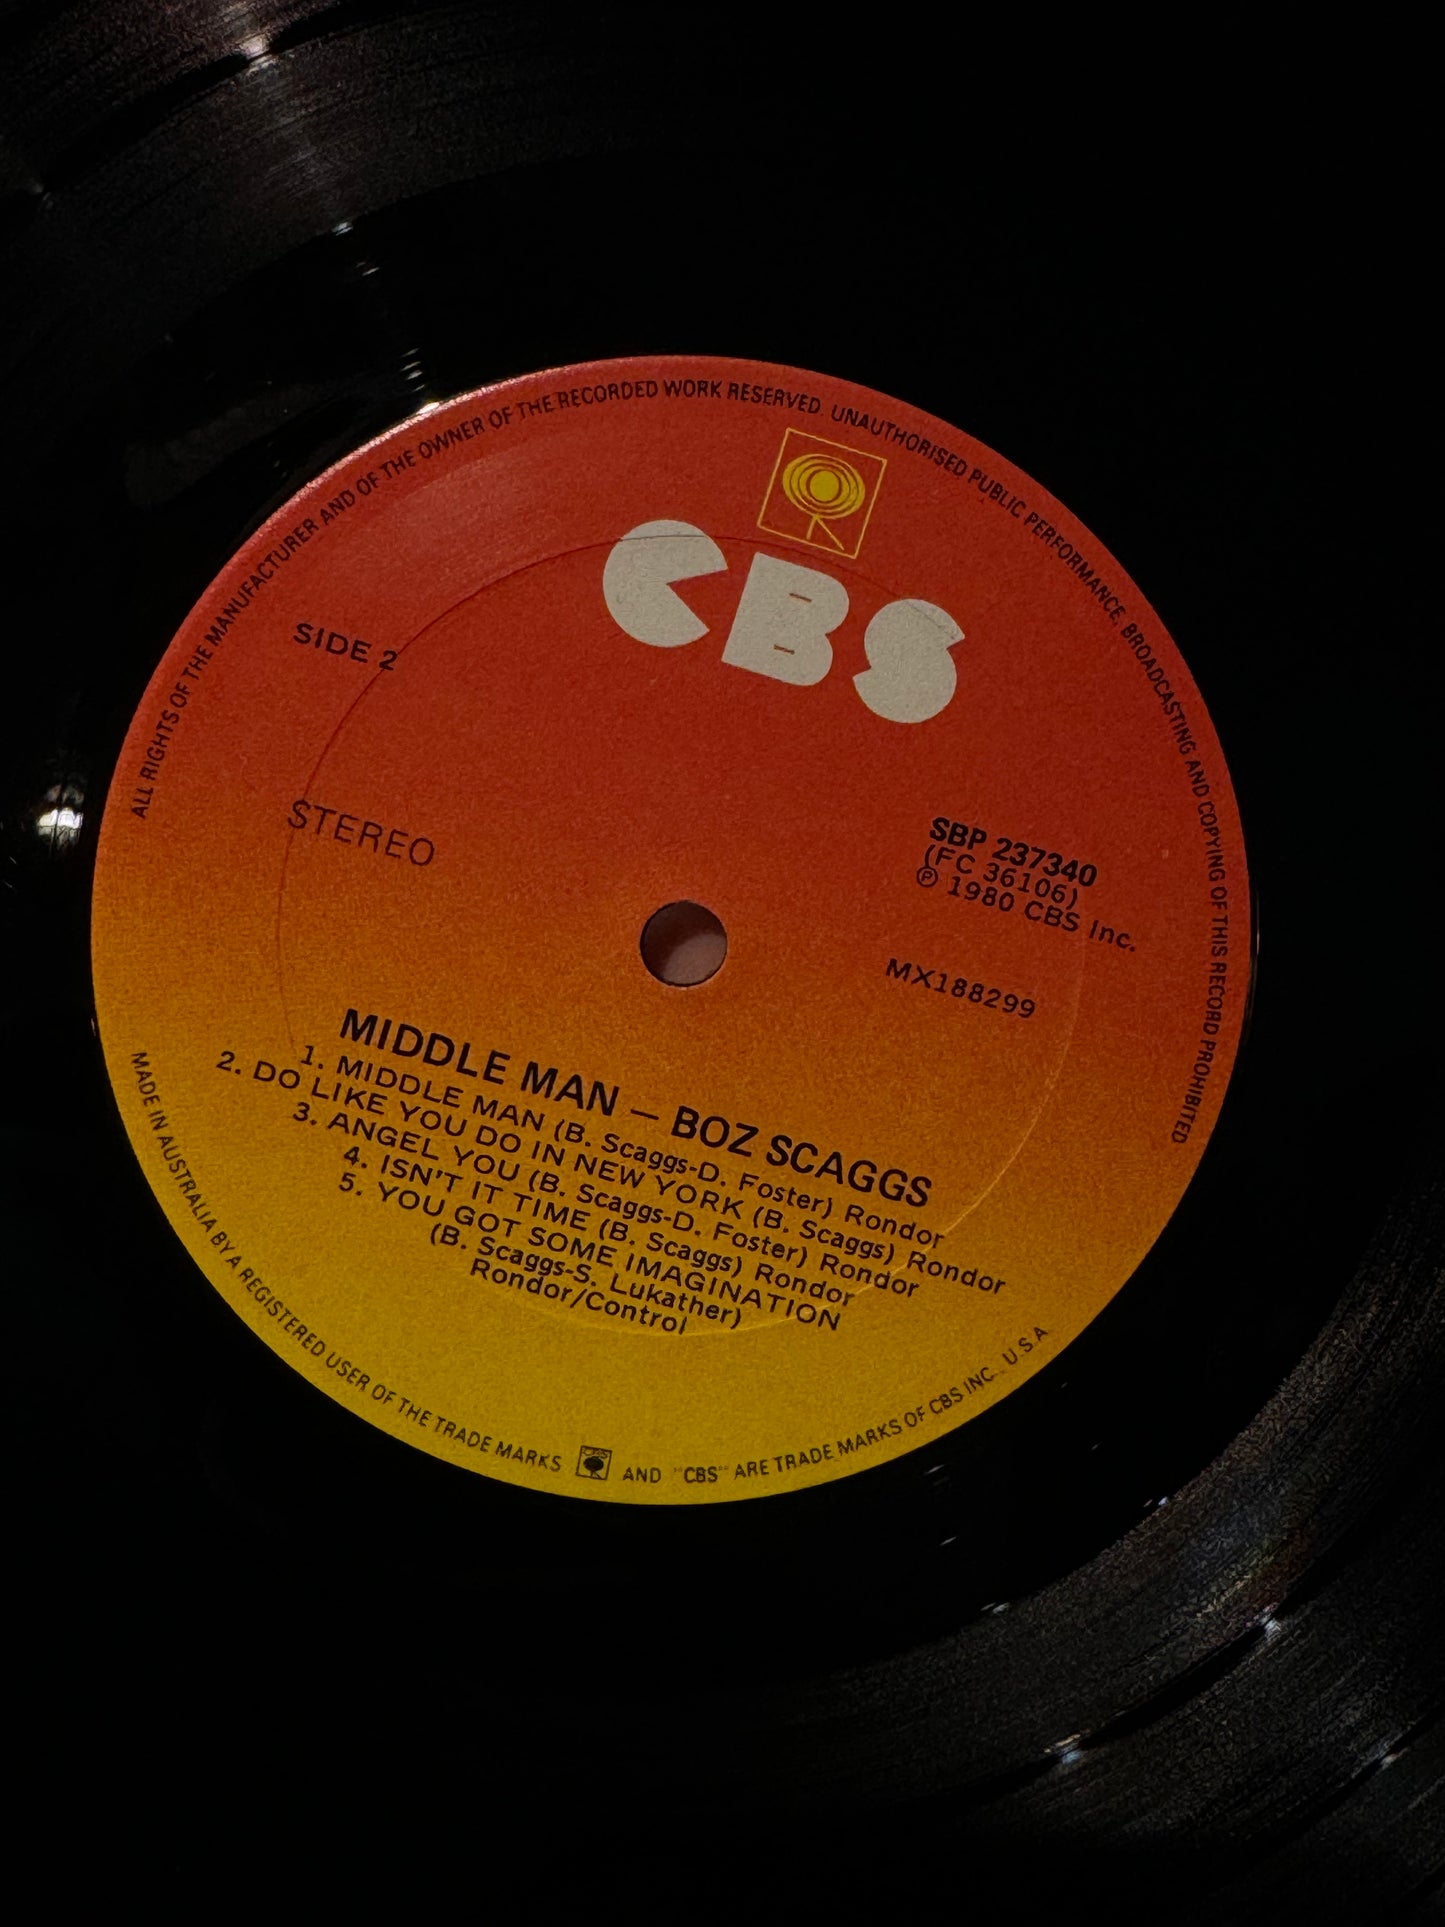 ALL RIGHTS OF THE MANUFACTURER AND OF THE OWNER OF THE RECORDED WORK RESERVED. UNAUTHORISED PUBLIC PERFORMANCE, BROADCASTING AND COPYING OF THIS RECORD PROHIBITED
CBS
SIDE 2
STEREO
SBP 237340
(FC 36106)
℗ 1980 CBS Inc.
MX188299
MIDDLE MAN — BOZ SCAGGS
1. MIDDLE MAN (B. Scaggs-D. Foster) Rondor
2. DO LIKE YOU DO IN NEW YORK (B. Scaggs) Rondor
3. ANGEL YOU (B. Scaggs-D. Foster) Rondor
4. ISN'T IT TIME (B. Scaggs) Rondor
5. YOU GOT SOME IMAGINATION
(B. Scaggs-S. Lukather)
Rondor/Control
MADE IN AUSTRALIA BY A REGISTERED USER OF THE TRADE MARKS CBS AND "CBS" ARE TRADE MARKS OF CBS INC., U.S.A.